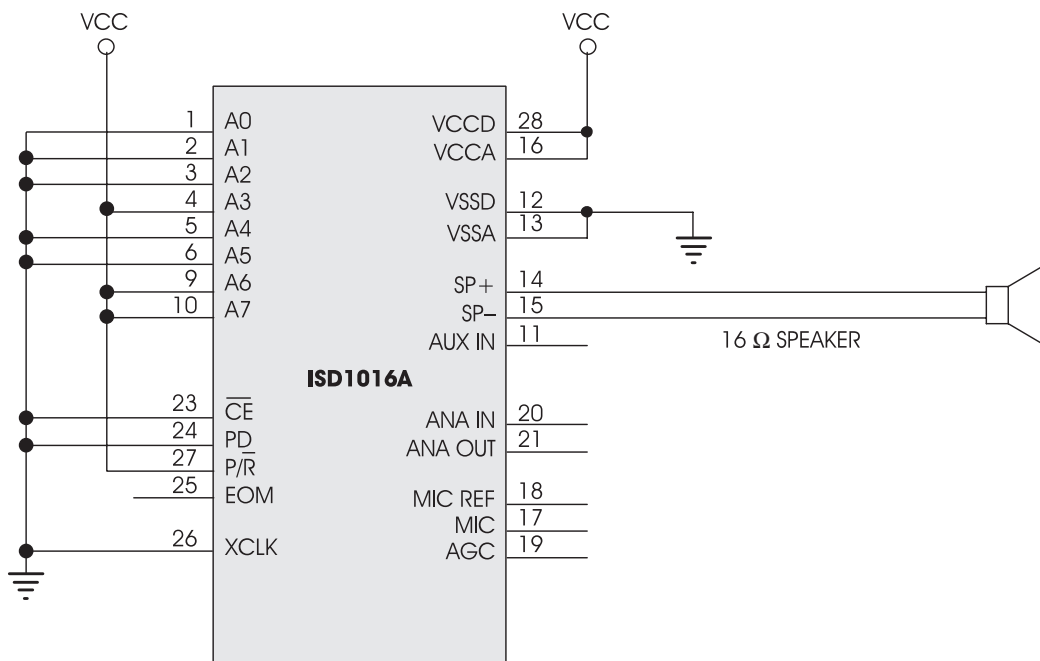 VCC
VCC
1 A0
2 A1
3 A2
4 A3
5 A4
6 A5
9 A6
10 A7
23 C̅E̅
24 PD
27 P/R̅
25 EOM
26 XCLK
ISD1016A
VCCD 28
VCCA 16
VSSD 12
VSSA 13
SP+ 14
SP– 15
AUX IN 11
16 Ω SPEAKER
ANA IN 20
ANA OUT 21
MIC REF 18
MIC 17
AGC 19